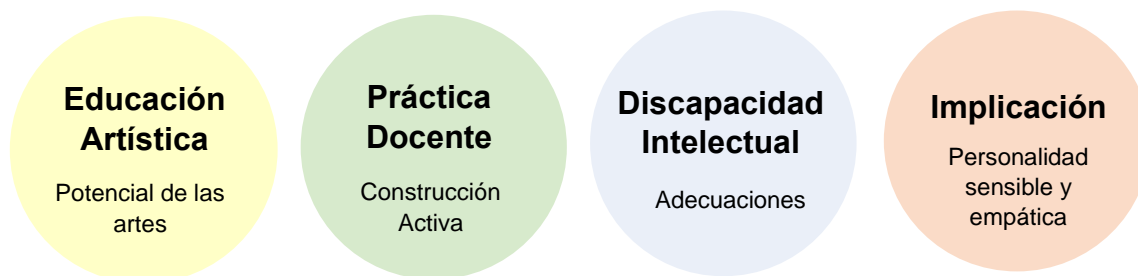 Educación
Artística
Potencial de las
artes
Práctica
Docente
Construcción
Activa
Discapacidad
Intelectual
Adecuaciones
Implicación
Personalidad
sensible y
empática